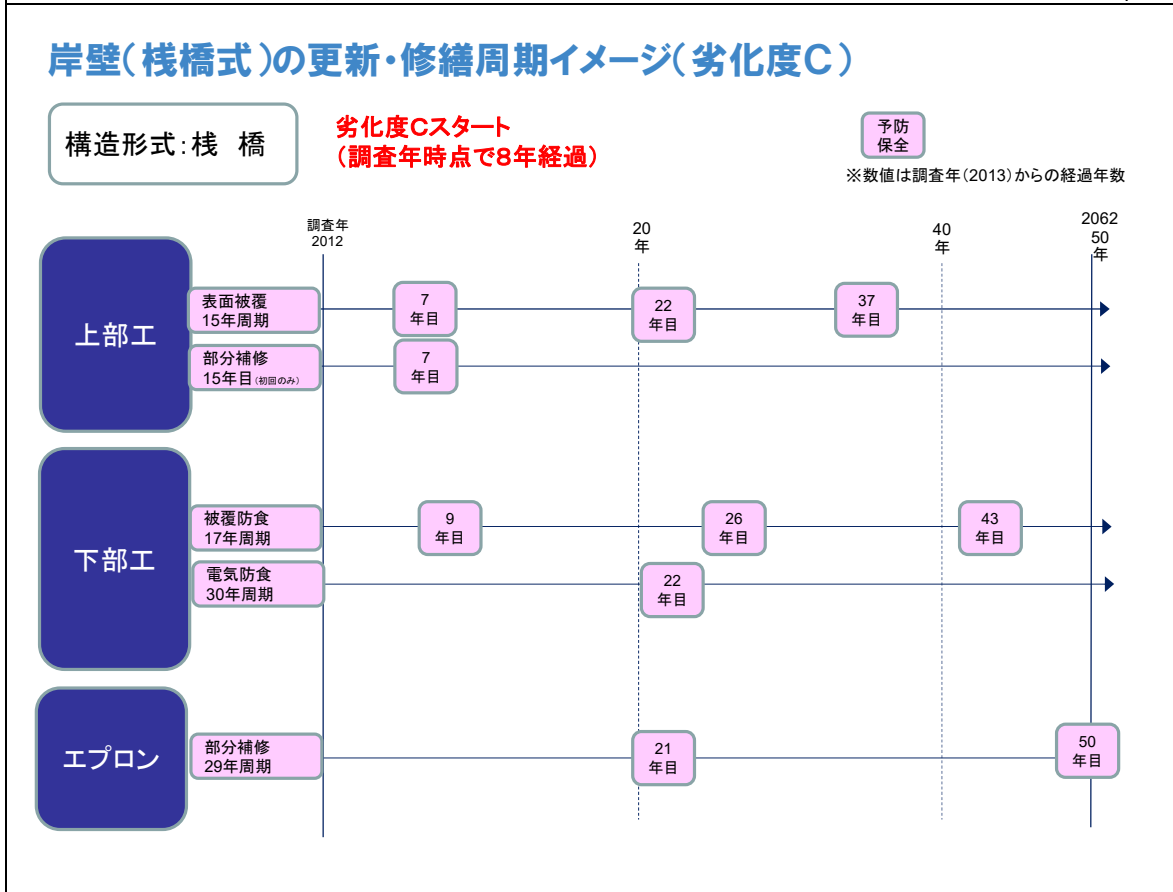 岸壁(桟橋式)の更新・修繕周期イメージ(劣化度C)
構造形式:桟 橋
劣化度Cスタート
(調査年時点で8年経過)
予防
保全
※数値は調査年(2013)からの経過年数
調査年
2012
20
年
40
年
2062
50
年
上部工
表面被覆
15年周期
7
年目
22
年目
37
年目
部分補修
15年目(初回のみ)
7
年目
下部工
被覆防食
17年周期
9
年目
26
年目
43
年目
電気防食
30年周期
22
年目
エプロン
部分補修
29年周期
21
年目
50
年目